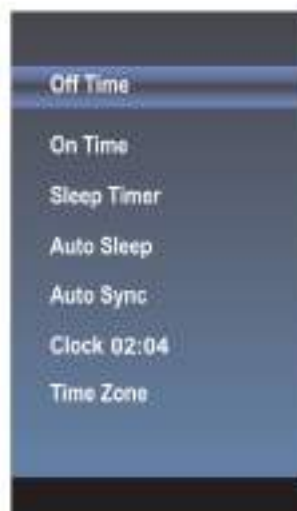 Off Time
On Time
Sleep Timer
Auto Sleep
Auto Sync
Clock 02:04
Time Zone